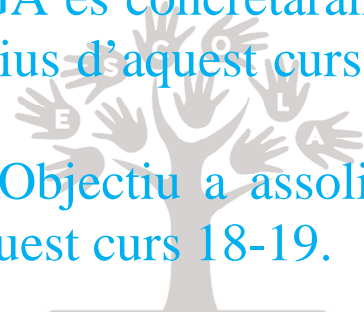 GA es concretaran
ius d'aquest curs
Objectiu a assoli
uest curs 18-19.
E S C O L A